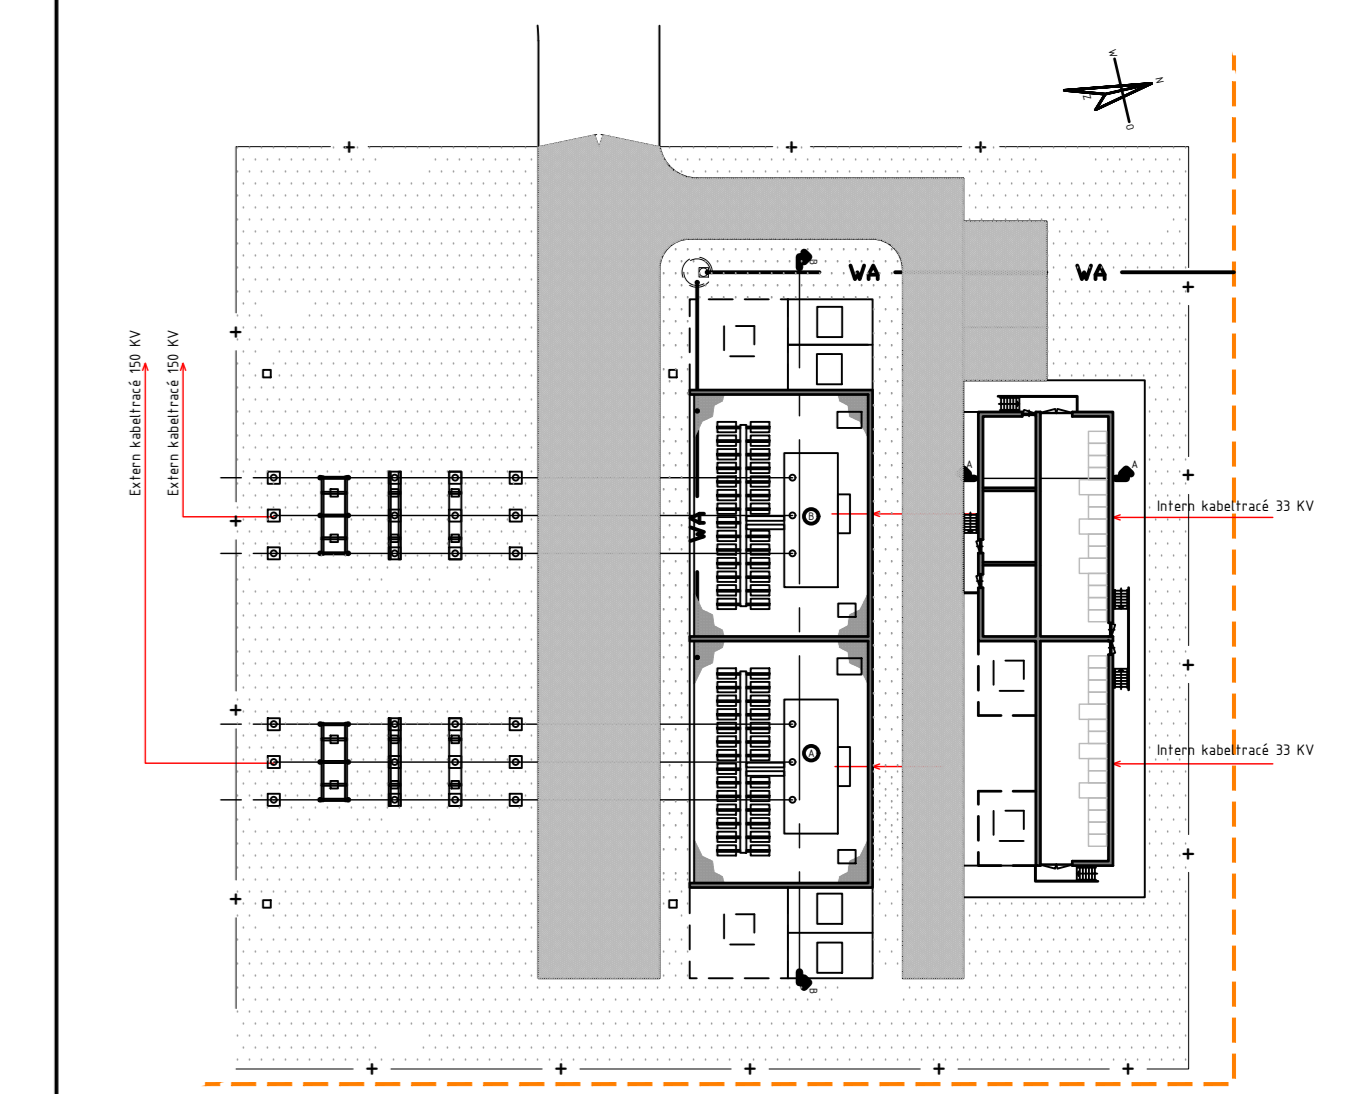 W
N
Z
O
B
WA
WA
Extern kabeltracé 150 KV
Extern kabeltracé 150 KV
A
A
Intern kabeltracé 33 KV
B
WA
Intern kabeltracé 33 KV
A
B